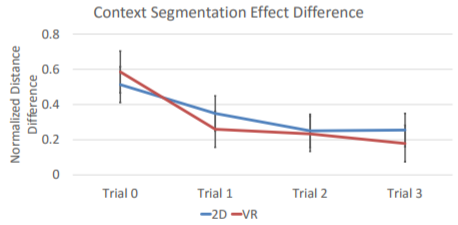 Context Segmentation Effect Difference
Normalized Distance
Difference
0.8
0.6
0.4
0.2
0
Trial 0 Trial 1 Trial 2 Trial 3
2D VR